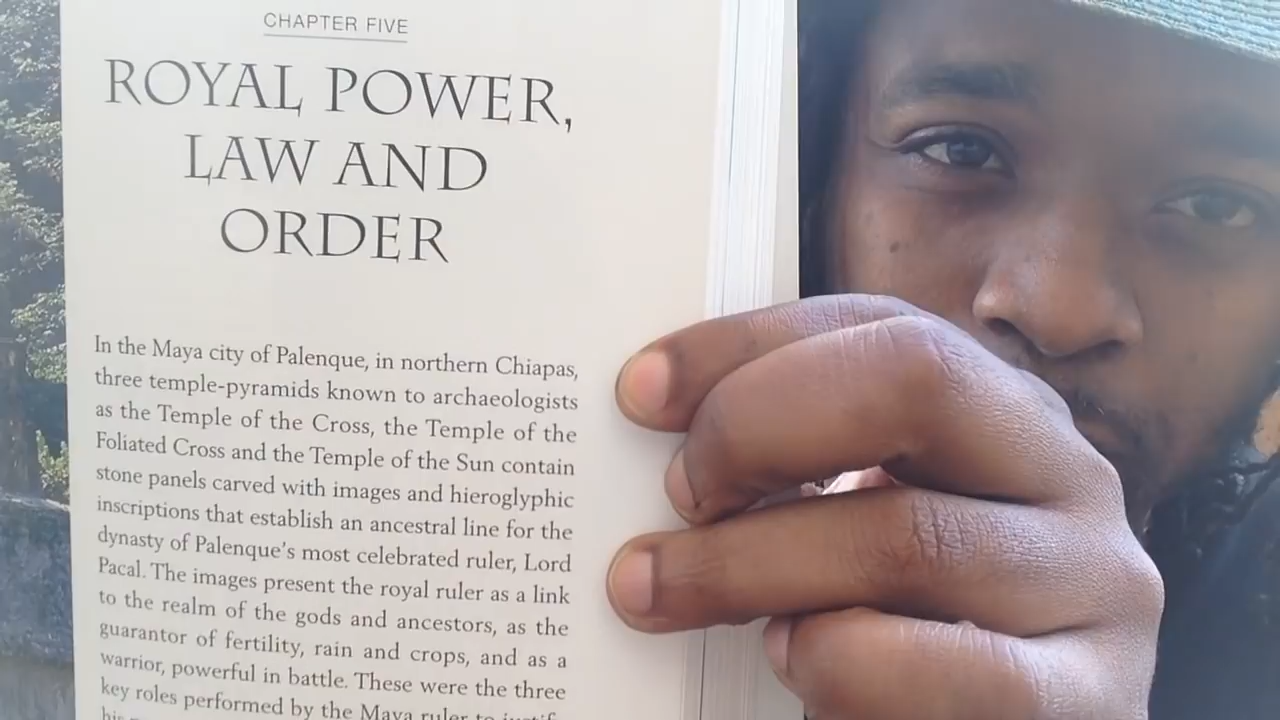 CHAPTER FIVE
ROYAL POWER,
LAW AND
ORDER
In the Maya city of Palenque, in northern Chiapas,
three temple-pyramids known to archaeologists
as the Temple of the Cross, the Temple of the
Foliated Cross and the Temple of the Sun contain
stone panels carved with images and hieroglyphic
inscriptions that establish an ancestral line for the
dynasty of Palenque's most celebrated ruler, Lord
Pacal. The images present the royal ruler as a link
to the realm of the gods and ancestors, as the
guarantor of fertility, rain and crops, and as a
warrior, powerful in battle. These were the three
key roles performed by the Maya ruler to